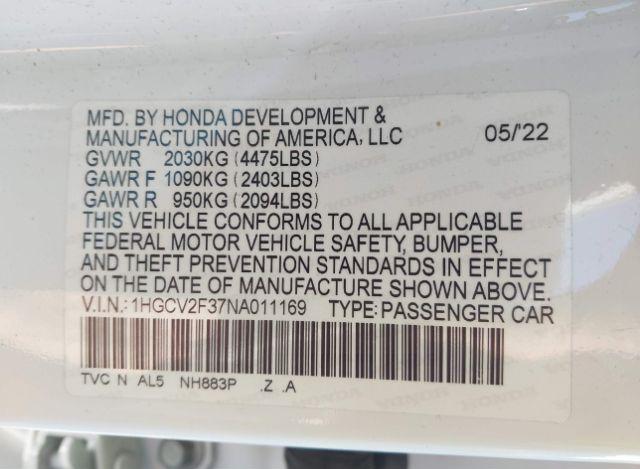 MFD. BY HONDA DEVELOPMENT &
MANUFACTURING OF AMERICA, LLC 05/'22
GVWR 2030KG (4475LBS)
GAWR F 1090KG (2403LBS)
GAWR R 950KG (2094LBS)
THIS VEHICLE CONFORMS TO ALL APPLICABLE
FEDERAL MOTOR VEHICLE SAFETY, BUMPER,
AND THEFT PREVENTION STANDARDS IN EFFECT
ON THE DATE OF MANUFACTURE SHOWN ABOVE.
V.I.N.: 1HGCV2F37NA011169 TYPE: PASSENGER CAR
TVC N AL5 NH883P .Z .A